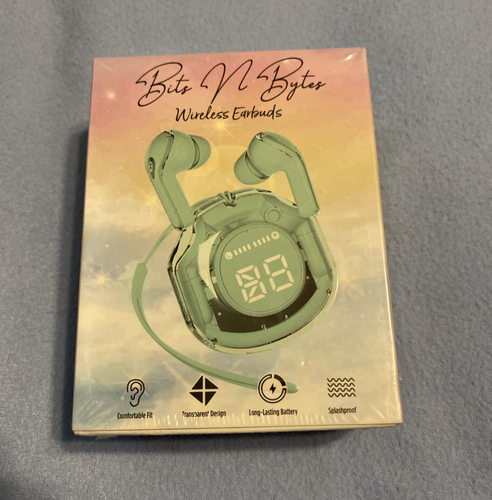 Bits N Bytes
Wireless Earbuds
88
Comfortable Fit Transparent Design Long-Lasting Battery Splashproof